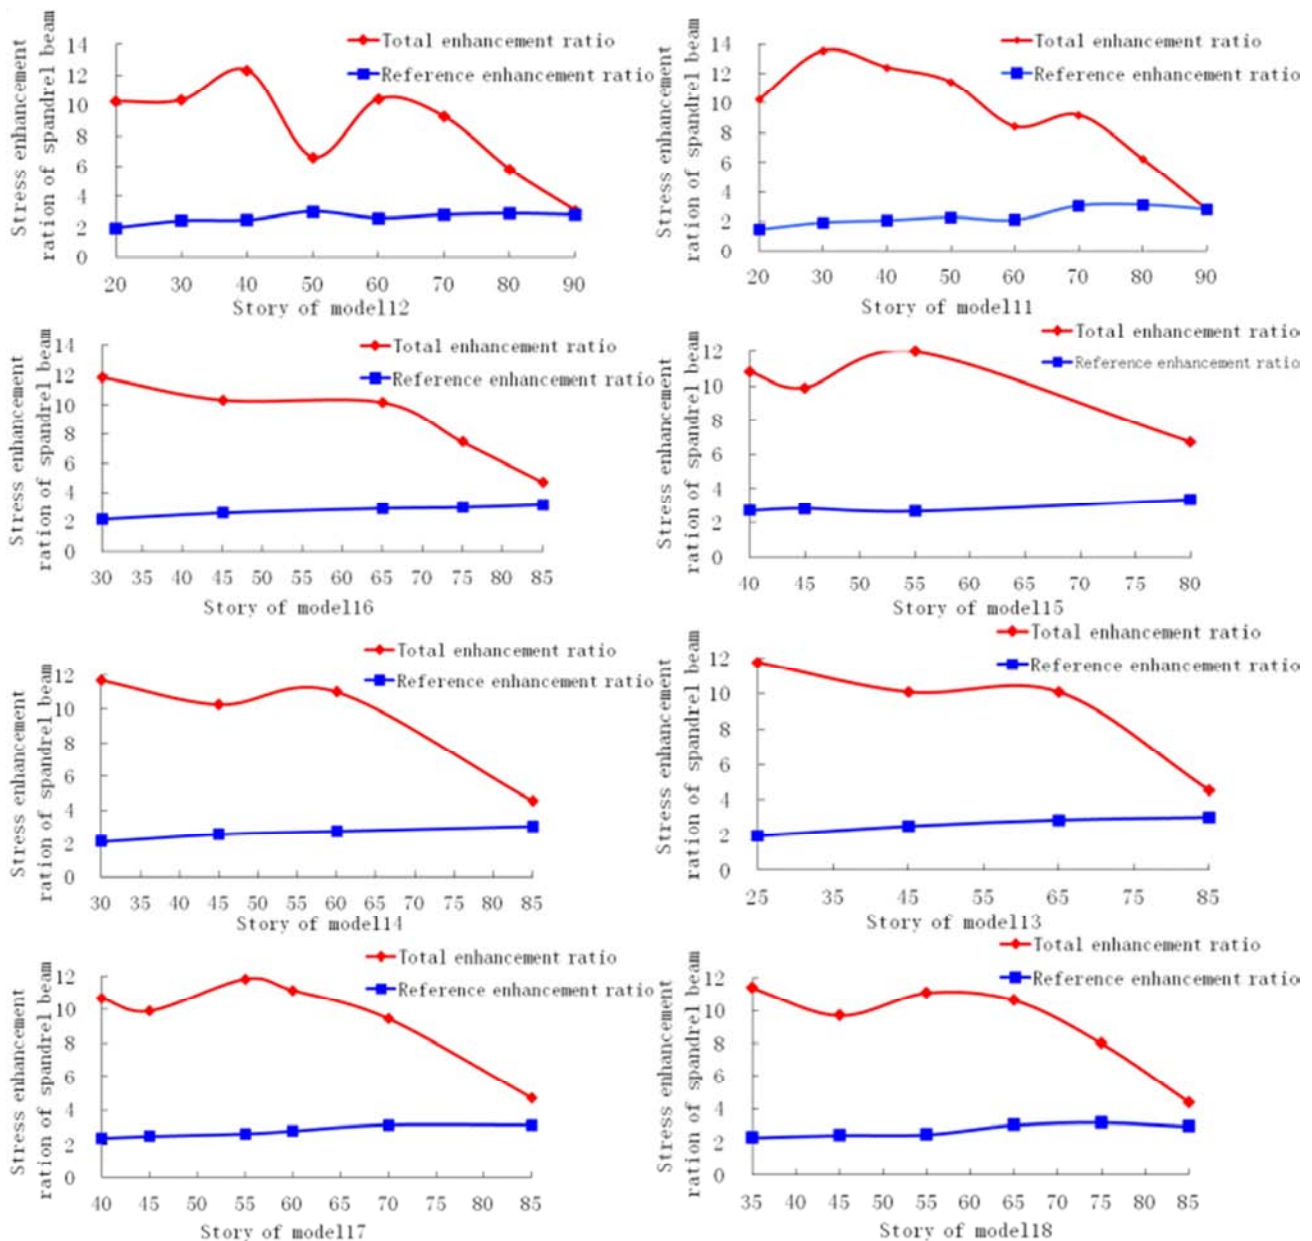 Stress enhancement
ration of spandrel beam
Total enhancement ratio
Reference enhancement ratio
14
12
10
8
6
4
2
0
20 30 40 50 60 70 80 90
Story of model12
Stress enhancement
ration of spandrel beam
Total enhancement ratio
Reference enhancement ratio
14
12
10
8
6
4
2
0
20 30 40 50 60 70 80 90
Story of model11
Stress enhancement
ration of spandrel beam
Total enhancement ratio
Reference enhancement ratio
14
12
10
8
6
4
2
0
30 35 40 45 50 55 60 65 70 75 80 85
Story of model16
Stress enhancement
ration of spandrel beam
Total enhancement ratio
Reference enhancement ratio
12
10
8
6
4
2
0
40 45 50 55 60 65 70 75 80
Story of model15
Stress enhancement
ration of spandrel beam
Total enhancement ratio
Reference enhancement ratio
12
10
8
6
4
2
0
30 35 40 45 50 55 60 65 70 75 80 85
Story of model14
Stress enhancement
ration of spandrel beam
Total enhancement ratio
Reference enhancement ratio
12
10
8
6
4
2
0
25 35 45 55 65 75 85
Story of model13
Stress enhancement
ration of spandrel beam
Total enhancement ratio
Reference enhancement ratio
12
10
8
6
4
2
0
40 45 50 55 60 65 70 75 80 85
Story of model17
Stress enhancement
ration of spandrel beam
Total enhancement ratio
Reference enhancement ratio
12
10
8
6
4
2
0
35 40 45 50 55 60 65 70 75 80 85
Story of model18